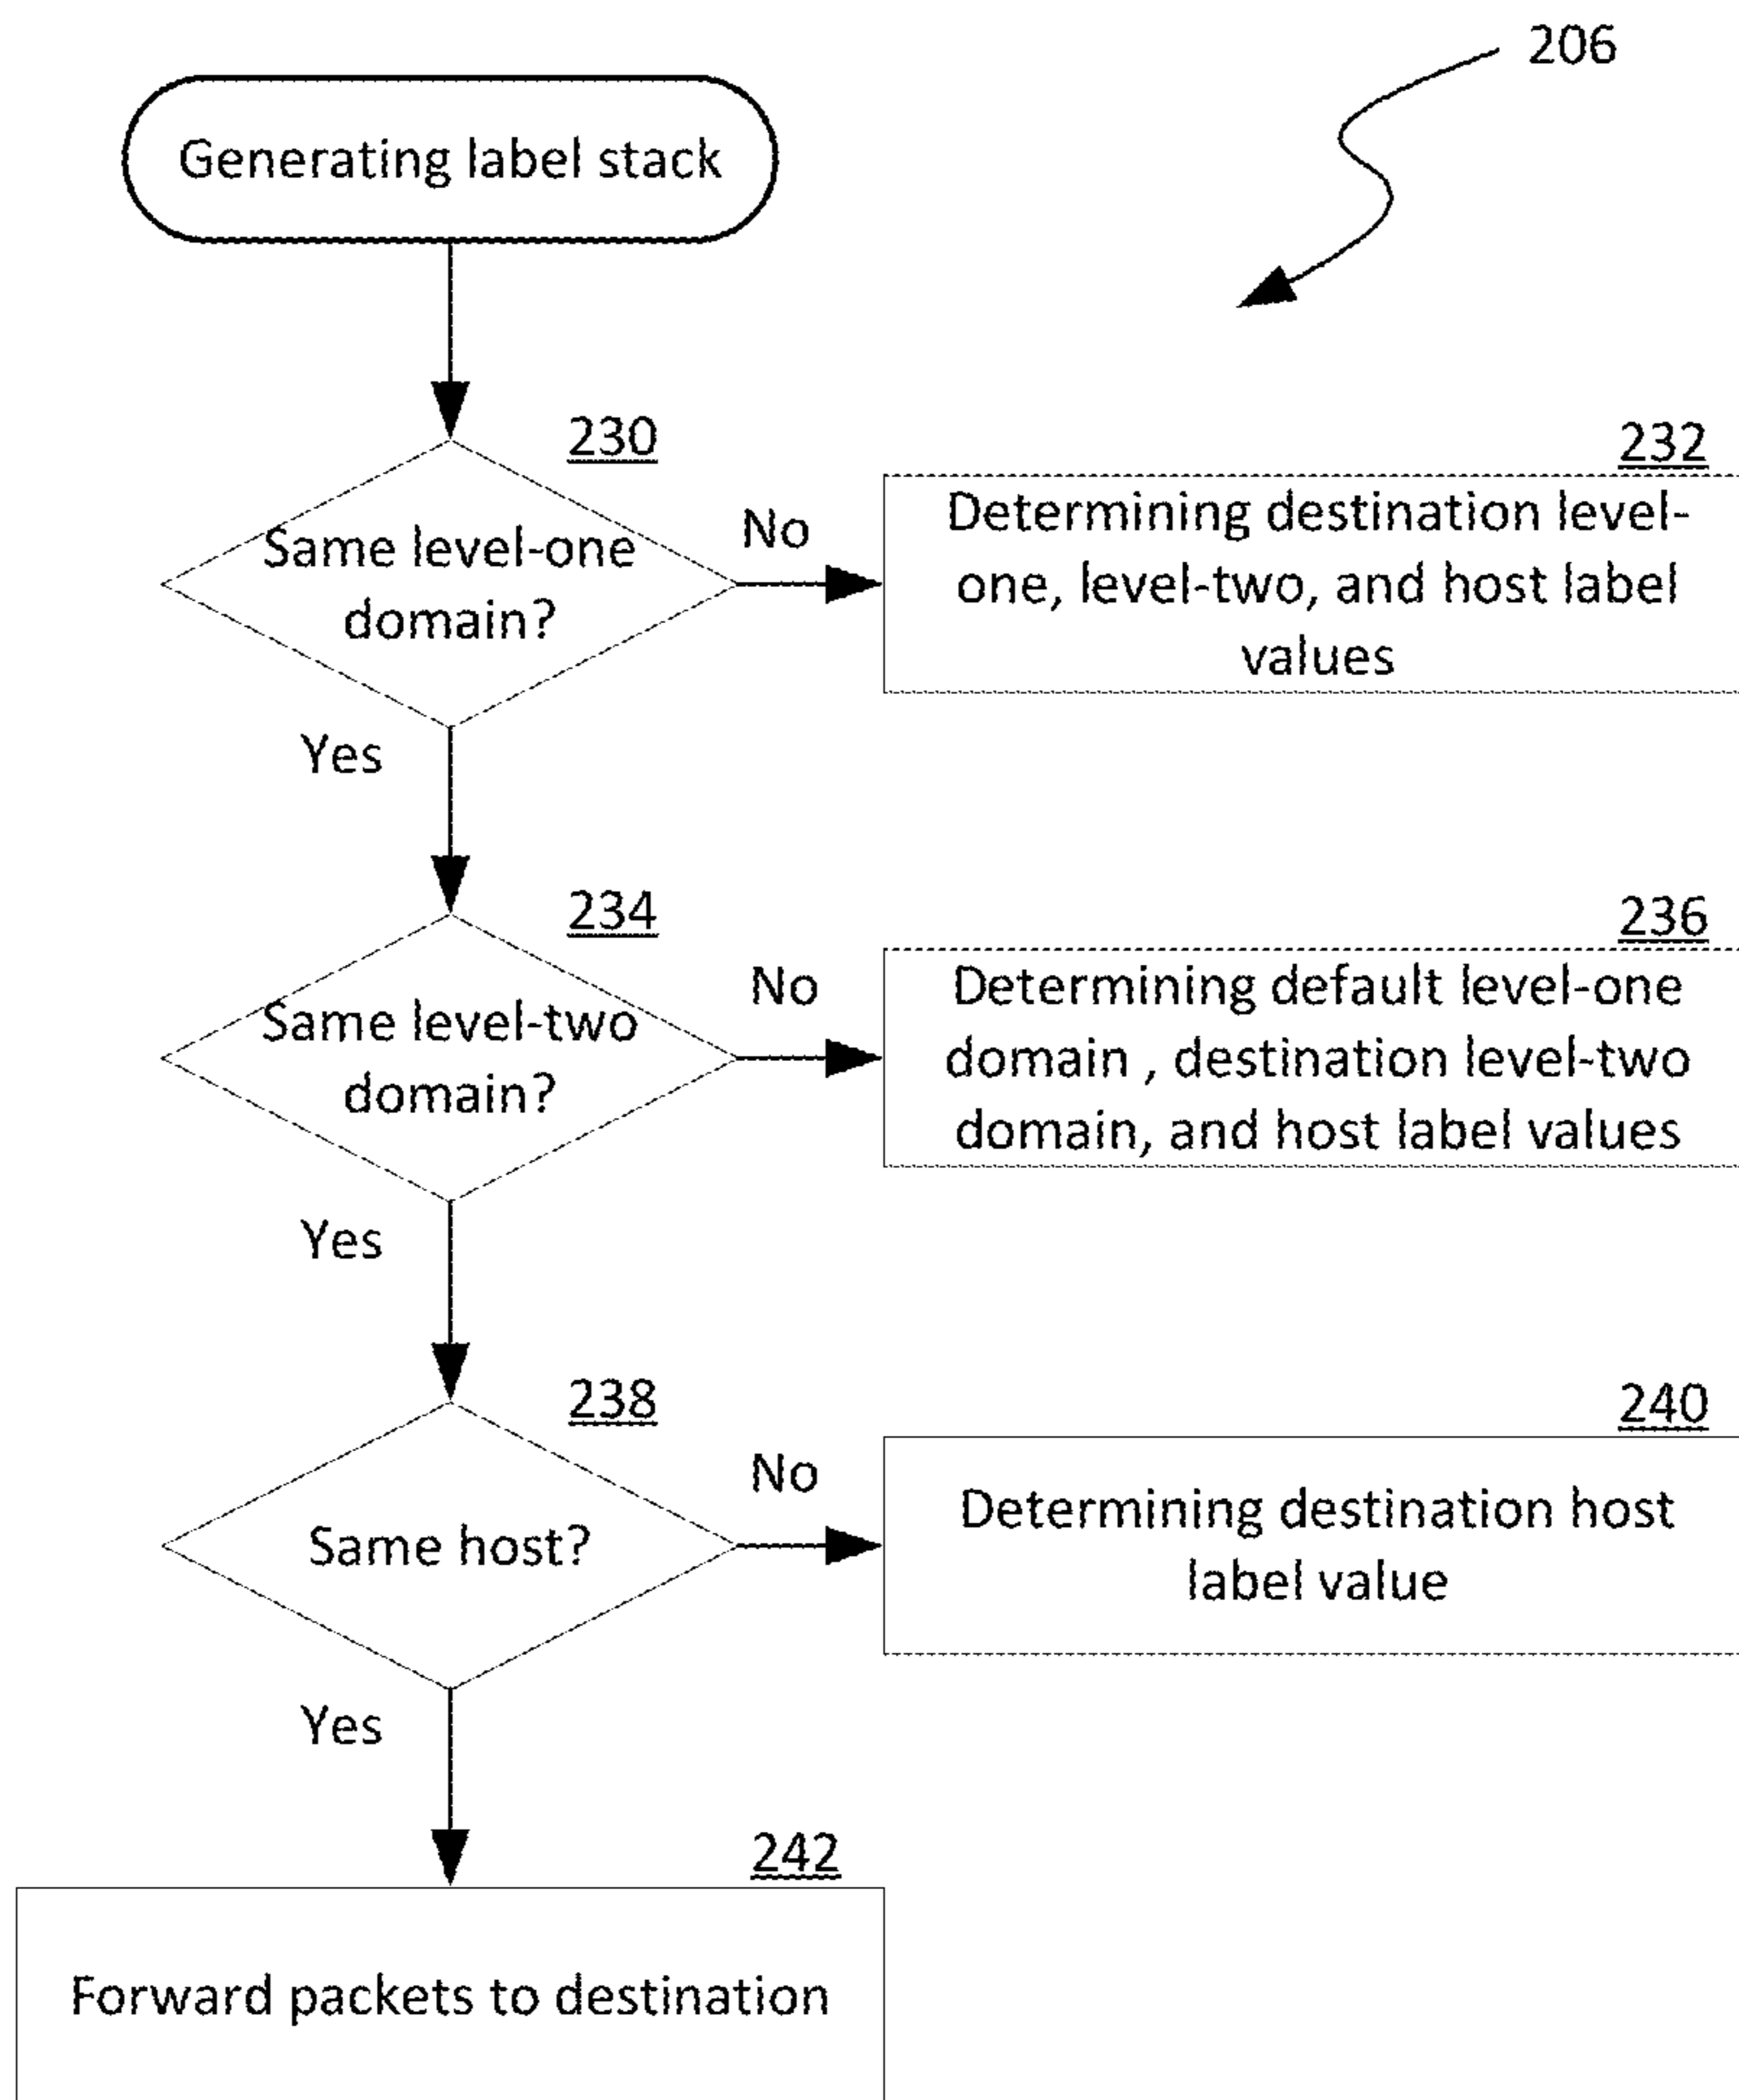 206
Generating label stack
230
Same level-one
domain?
No
232
Determining destination level-
one, level-two, and host label
values
Yes
234
Same level-two
domain?
No
236
Determining default level-one
domain , destination level-two
domain, and host label values
Yes
238
Same host?
No
240
Determining destination host
label value
Yes
242
Forward packets to destination